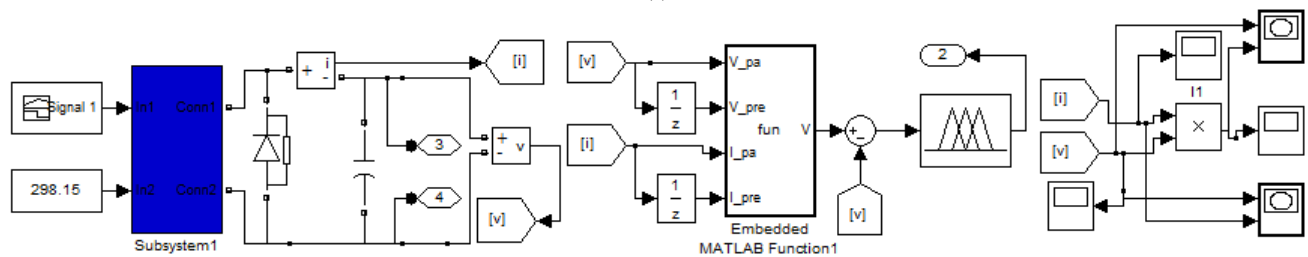 Signal 1
298.15
In1
In2
Conn1
Conn2
Subsystem1
+
-
i
[i]
3
4
+
-
v
[v]
[v]
[i]
1
z
1
z
V_pa
V_pre
fun
V
I_pa
I_pre
Embedded
MATLAB Function1
+
-
[v]
2
[i]
[v]
I1
×